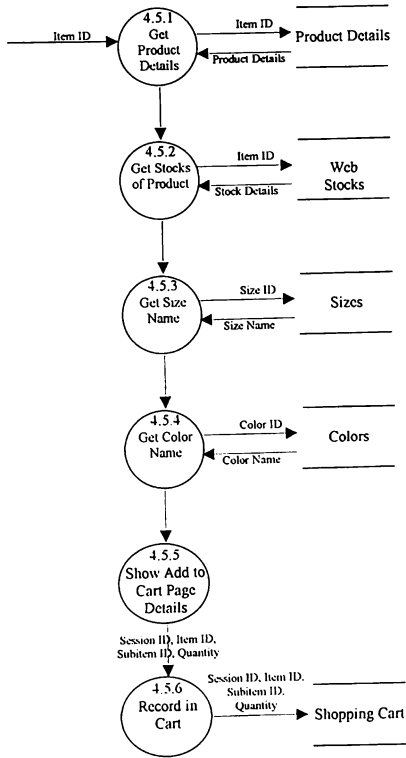 Item ID
4.5.1
Get
Product
Details
Item ID
Product Details
Product Details
4.5.2
Get Stocks
of Product
Item ID
Stock Details
Web
Stocks
4.5.3
Get Size
Name
Size ID
Size Name
Sizes
4.5.4
Get Color
Name
Color ID
Color Name
Colors
4.5.5
Show Add to
Cart Page
Details
Session ID, Item ID,
Subitem ID, Quantity
4.5.6
Record in
Cart
Session ID, Item ID,
Subitem ID,
Quantity
Shopping Cart